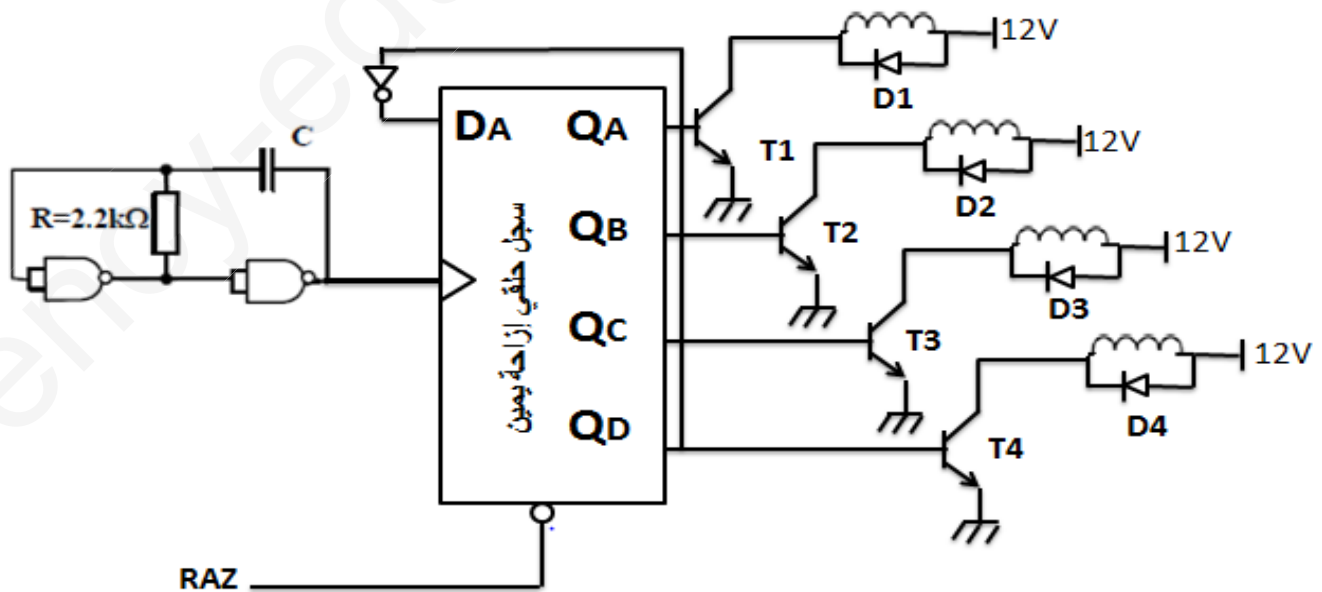 12V
D1
T1
DA QA
C
12V
D2
R=2.2kΩ
QB
T2
12V
D3
سجل حلقي إزاحة يمين
QC
T3
12V
D4
QD
T4
RAZ